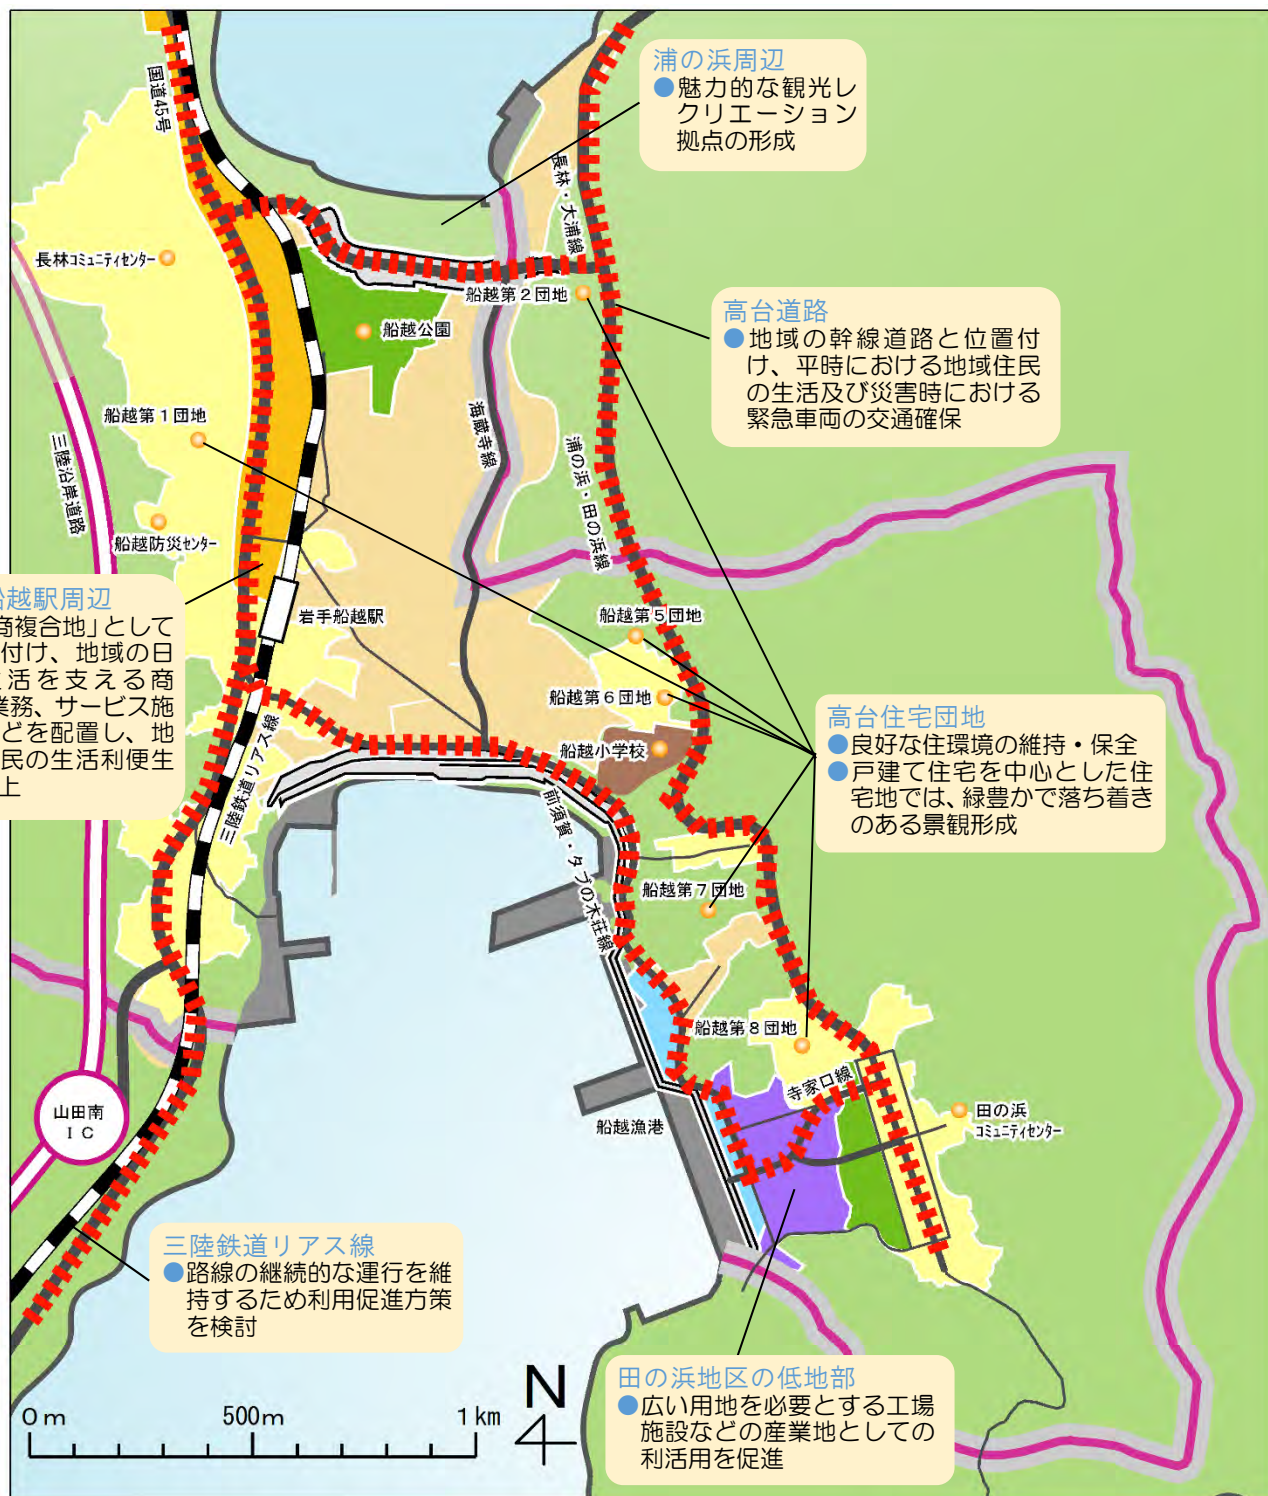 浦の浜周辺
●魅力的な観光レ
クリエーション
拠点の形成
国道45号
長林・大浦線
長林コミュニティセンター
船越第２団地
船越公園
高台道路
●地域の幹線道路と位置付
け、平時における地域住民
の生活及び災害時における
緊急車両の交通確保
船越第１団地
海蔵寺線
三陸沿岸道路
浦の浜・田の浜線
船越防災センター
船越駅周辺
商複合地」として
付け、地域の日
活を支える商
業務、サービス施
どを配置し、地
民の生活利便生
上
岩手船越駅
船越第５団地
船越第６団地
船越小学校
高台住宅団地
●良好な住環境の維持・保全
●戸建て住宅を中心とした住
宅地では、緑豊かで落ち着き
のある景観形成
三陸鉄道リアス線
前須賀・タブの木荘線
船越第７団地
船越第８団地
寺家口線
山田南
ＩＣ
船越漁港
田の浜
コミュニティセンター
三陸鉄道リアス線
●路線の継続的な運行を維
持するため利用促進方策
を検討
田の浜地区の低地部
●広い用地を必要とする工場
施設などの産業地としての
利活用を促進
N
0ｍ 500m 1km